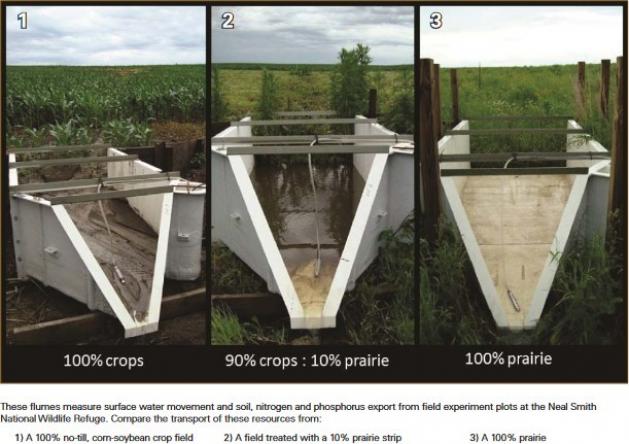 1 2 3
100% crops 90% crops : 10% prairie 100% prairie
These flumes measure surface water movement and soil, nitrogen and phosphorus export from field experiment plots at the Neal Smith
National Wildlife Refuge. Compare the transport of these resources from:
1) A 100% no-till, corn-soybean crop field 2) A field treated with a 10% prairie strip 3) A 100% prairie